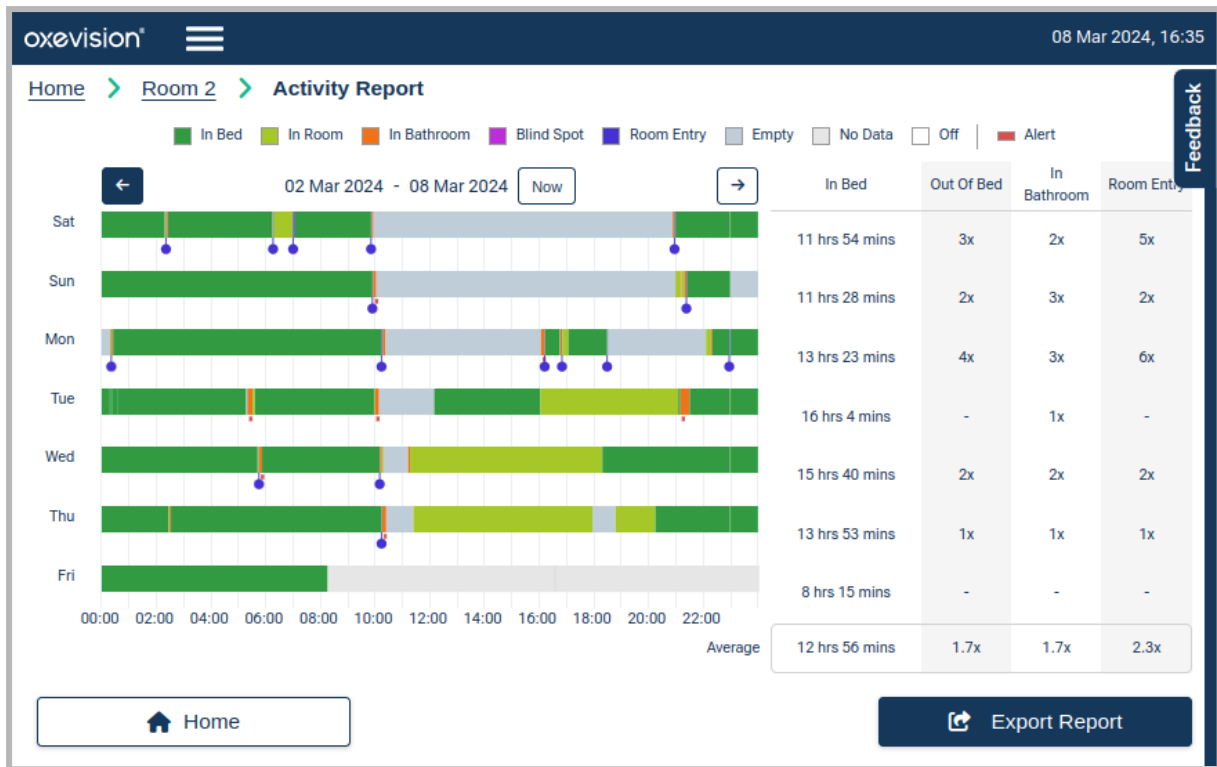 oxevision®
08 Mar 2024, 16:35
Home > Room 2 > Activity Report
Feedback
In Bed In Room In Bathroom Blind Spot Room Entry Empty No Data Off Alert
02 Mar 2024 - 08 Mar 2024 Now
In Bed Out Of Bed In Bathroom Room Entry
Sat 11 hrs 54 mins 3x 2x 5x
Sun 11 hrs 28 mins 2x 3x 2x
Mon 13 hrs 23 mins 4x 3x 6x
Tue 16 hrs 4 mins - 1x -
Wed 15 hrs 40 mins 2x 2x 2x
Thu 13 hrs 53 mins 1x 1x 1x
Fri 8 hrs 15 mins - - -
00:00 02:00 04:00 06:00 08:00 10:00 12:00 14:00 16:00 18:00 20:00 22:00
Average 12 hrs 56 mins 1.7x 1.7x 2.3x
Home
Export Report